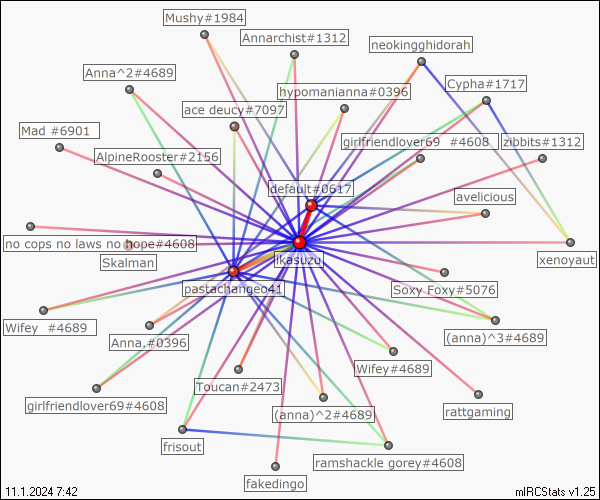 Mushy#1984
Annarchist#1312
neokingghidorah
Anna^2#4689
hypomanianna#0396
Cypha#1717
ace deucy#7097
Mad #6901
girlfriendlover69 #4608
zibbits#1312
AlpineRooster#2156
default#0617
avelicious
no cops no laws no hope#4608
Skalman
ikasuzu
xenoyaut
pastachangeo41
Soxy Foxy#5076
Wifey #4689
Anna,#0396
(anna)^3#4689
Wifey#4689
Toucan#2473
rattgaming
girlfriendlover69#4608
(anna)^2#4689
frisout
ramshackle gorey#4608
fakedingo
11.1.2024 7:42
mIRCStats v1.25